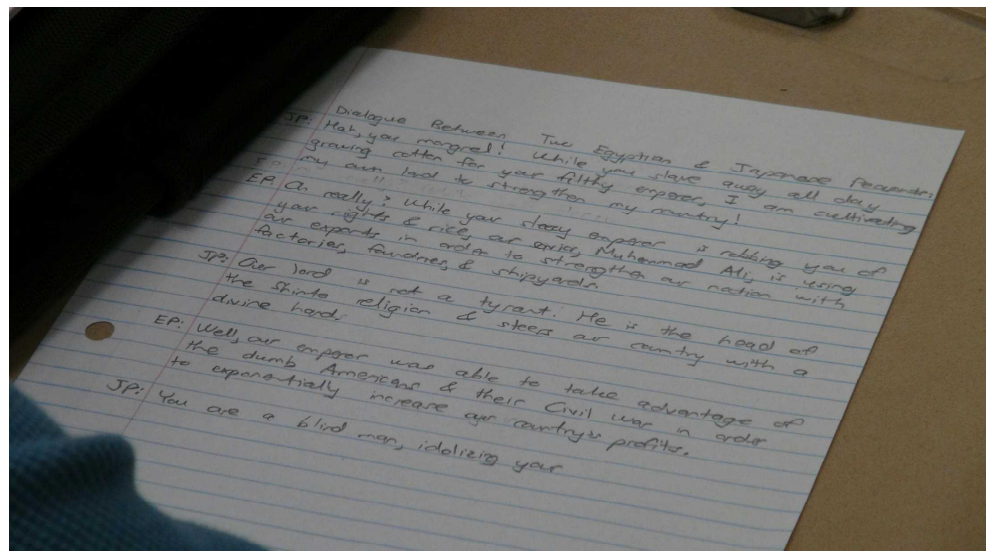 Dialogue Between Two Egyptian & Japanese Peasants:
JP: Hah, you mongrel! While you slave away all day
growing cotton for your filthy emperor, I am cultivating
my own land to strengthen my country!
EP: Oh really? While your sleazy emperor is robbing you of
your rights & rice, our Muhammad Ali is using
our exports in order to strengthen our nation with
factories, foundries, & shipyards.
JP: Our lord is not a tyrant. He is the head of
the Shinto religion & steers our country with a
divine hand.
EP: Well, our emperor was able to take advantage of
the dumb Americans & their Civil War in order
to exponentially increase our country's profits.
JP: You are a blind man, idolizing your